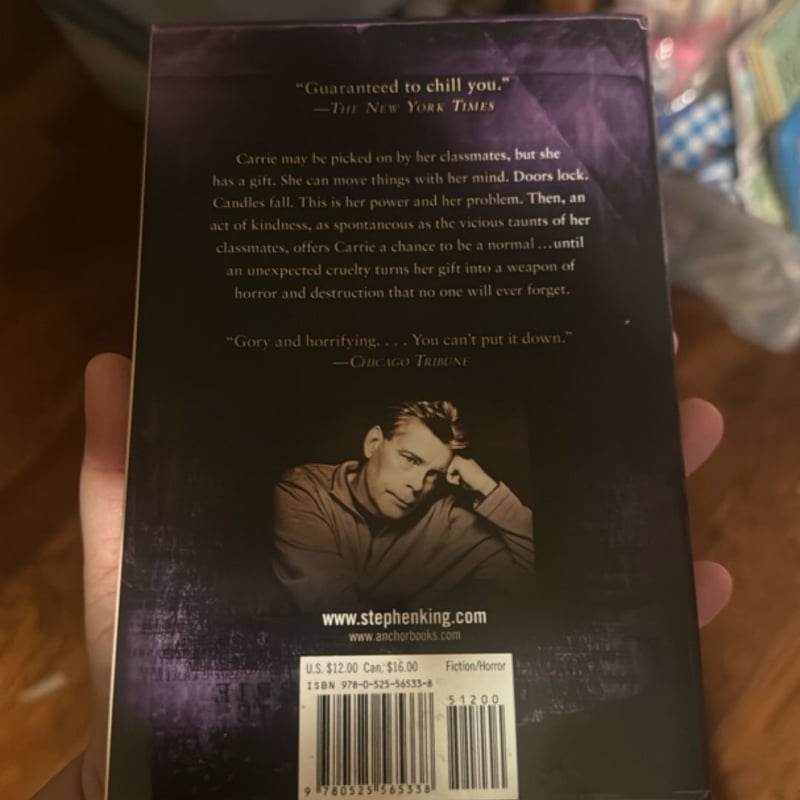 “Guaranteed to chill you.”
—THE NEW YORK TIMES
Carrie may be picked on by her classmates, but she
has a gift. She can move things with her mind. Doors lock.
Candles fall. This is her power and her problem. Then, an
act of kindness, as spontaneous as the vicious taunts of her
classmates, offers Carrie a chance to be a normal ... until
an unexpected cruelty turns her gift into a weapon of
horror and destruction that no one will ever forget.
“Gory and horrifying. . . . You can’t put it down.”
—CHICAGO TRIBUNE
www.stephenking.com
www.anchorbooks.com
U.S. $12.00 Can. $16.00 Fiction/Horror
ISBN 978-0-525-56533-8
51200
9 780525 565338